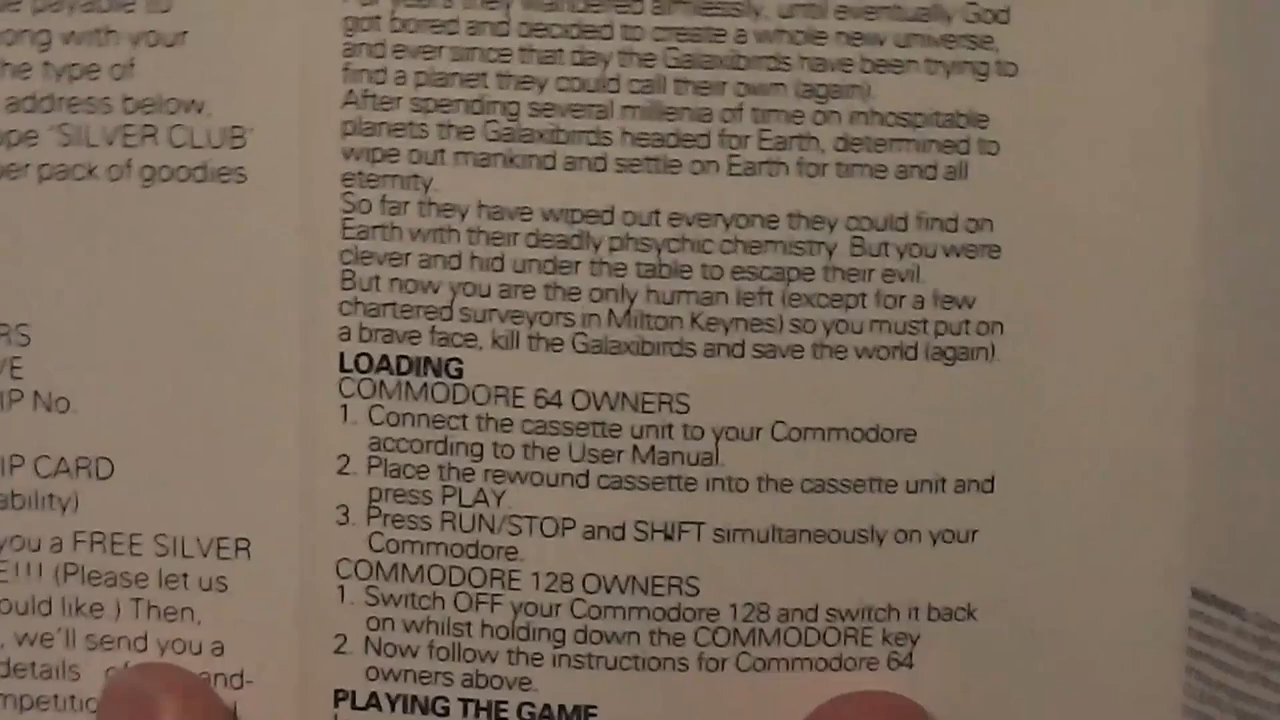 e payable to
ong with your
he type of
address below,
pe 'SILVER CLUB'
er pack of goodies
RS
VE
IP No.
IP CARD
ability)
you a FREE SILVER
E!!! (Please let us
ould like.) Then,
, we'll send you a
details and-
mpetitio
For years they wandered aimlessly, until eventually God
got bored and decided to create a whole new universe,
and ever since that day the Galaxibirds have been trying to
find a planet they could call their own (again).
After spending several millenia of time on inhospitable
planets the Galaxibirds headed for Earth, determined to
wipe out mankind and settle on Earth for time and all
eternity.
So far they have wiped out everyone they could find on
Earth with their deadly phsychic chemistry. But you were
clever and hid under the table to escape their evil.
But now you are the only human left (except for a few
chartered surveyors in Milton Keynes) so you must put on
a brave face, kill the Galaxibirds and save the world (again).
LOADING
COMMODORE 64 OWNERS
1. Connect the cassette unit to your Commodore
according to the User Manual.
2. Place the rewound cassette into the cassette unit and
press PLAY.
3. Press RUN/STOP and SHIFT simultaneously on your
Commodore.
COMMODORE 128 OWNERS
1. Switch OFF your Commodore 128 and switch it back
on whilst holding down the COMMODORE key
2. Now follow the instructions for Commodore 64
owners above.
PLAYING THE GAME